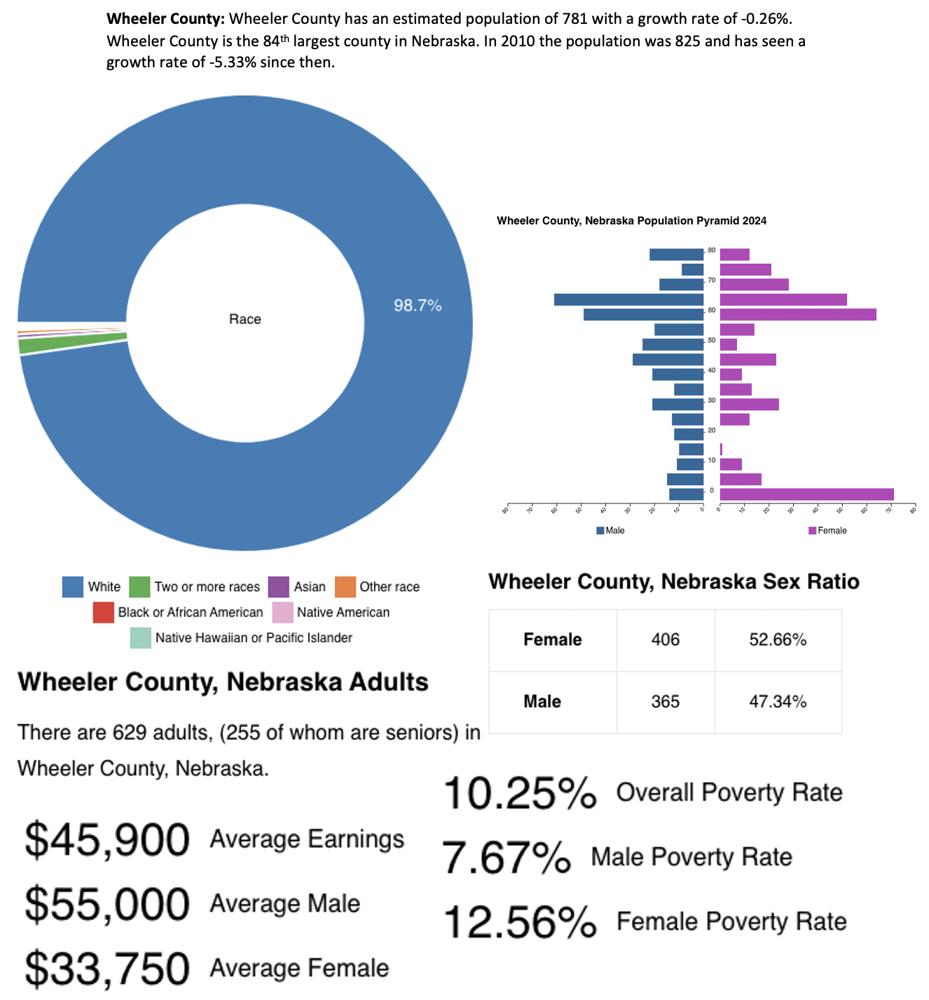 Wheeler County: Wheeler County has an estimated population of 781 with a growth rate of -0.26%.
Wheeler County is the 84th largest county in Nebraska. In 2010 the population was 825 and has seen a
growth rate of -5.33% since then.
98.7%
Race
White Two or more races Asian Other race
Black or African American Native American
Native Hawaiian or Pacific Islander
Wheeler County, Nebraska Population Pyramid 2024
80
70
60
50
40
30
20
10
0
80 70 60 50 40 30 20 10 0 0 10 20 30 40 50 60 70 80
Male Female
Wheeler County, Nebraska Sex Ratio
Female 406 52.66%
Male 365 47.34%
Wheeler County, Nebraska Adults
There are 629 adults, (255 of whom are seniors) in
Wheeler County, Nebraska.
$45,900 Average Earnings
$55,000 Average Male
$33,750 Average Female
10.25% Overall Poverty Rate
7.67% Male Poverty Rate
12.56% Female Poverty Rate